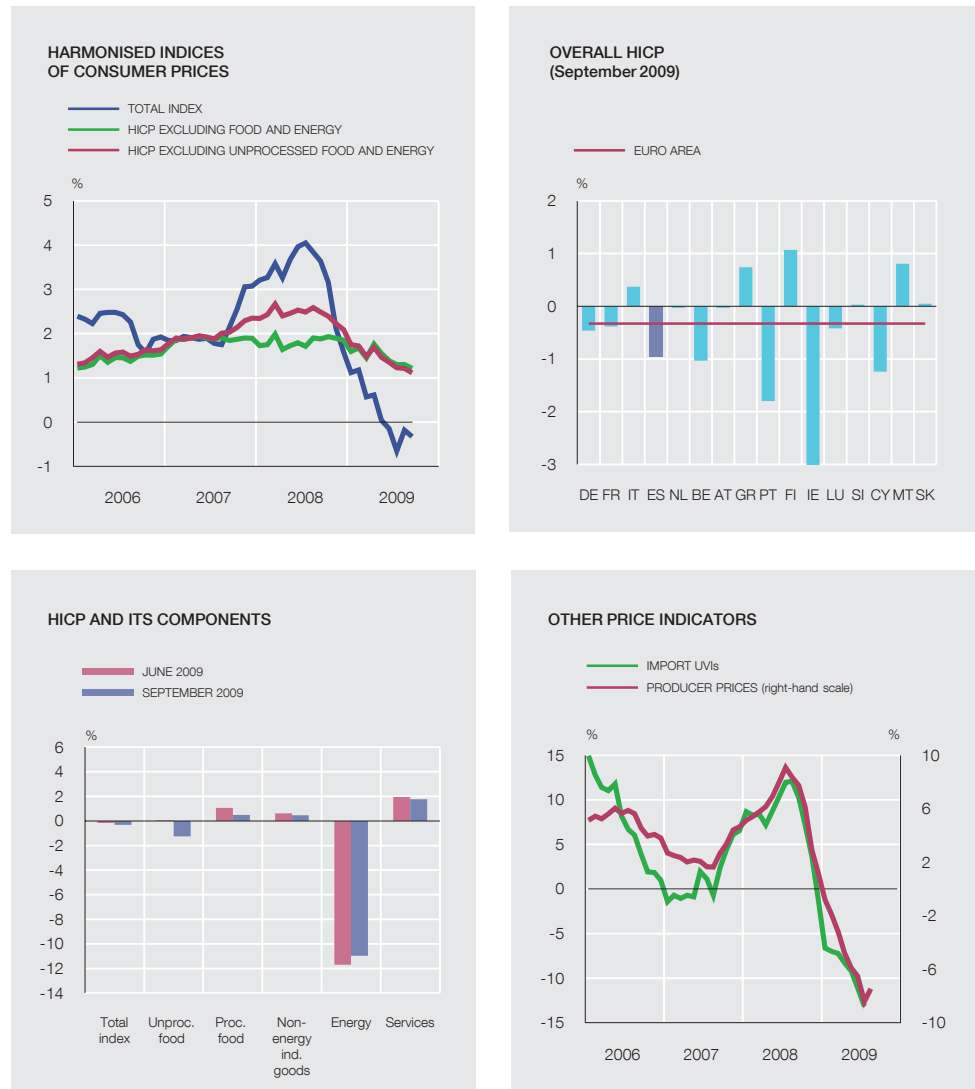 HARMONISED INDICES
OF CONSUMER PRICES
TOTAL INDEX
HICP EXCLUDING FOOD AND ENERGY
HICP EXCLUDING UNPROCESSED FOOD AND ENERGY
%
5
4
3
2
1
0
-1
2006 2007 2008 2009
OVERALL HICP
(September 2009)
EURO AREA
%
2
1
0
-1
-2
-3
DE FR IT ES NL BE AT GR PT FI IE LU SI CY MT SK
HICP AND ITS COMPONENTS
JUNE 2009
SEPTEMBER 2009
%
6
4
2
0
-2
-4
-6
-8
-10
-12
-14
Total
index
Unproc.
food
Proc.
food
Non-
energy
ind.
goods
Energy
Services
OTHER PRICE INDICATORS
IMPORT UVIs
PRODUCER PRICES (right-hand scale)
% %
15
10
5
0
-5
-10
-15
10
6
2
-2
-6
-10
2006 2007 2008 2009